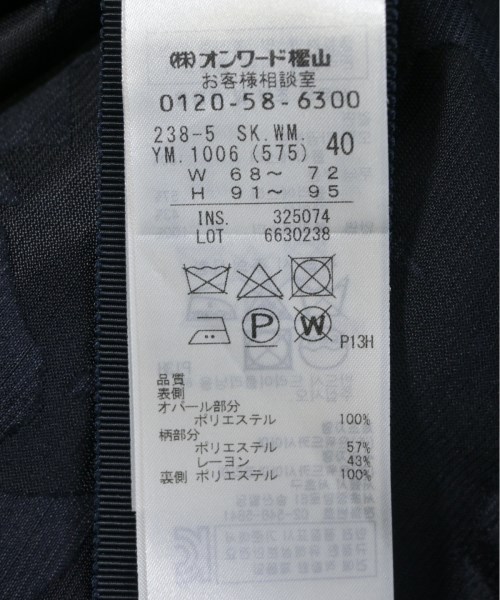 (株)オンワード樫山
お客様相談室
0120-58-6300
238-5 SK.WM.
YM.1006 (575) 40
W 68～ 72
H 91～ 95
INS. 325074
LOT 6630238
P W P13H
品質
表側
オパール部分
ポリエステル 100%
柄部分
ポリエステル 57%
レーヨン 43%
裏側 ポリエステル 100%